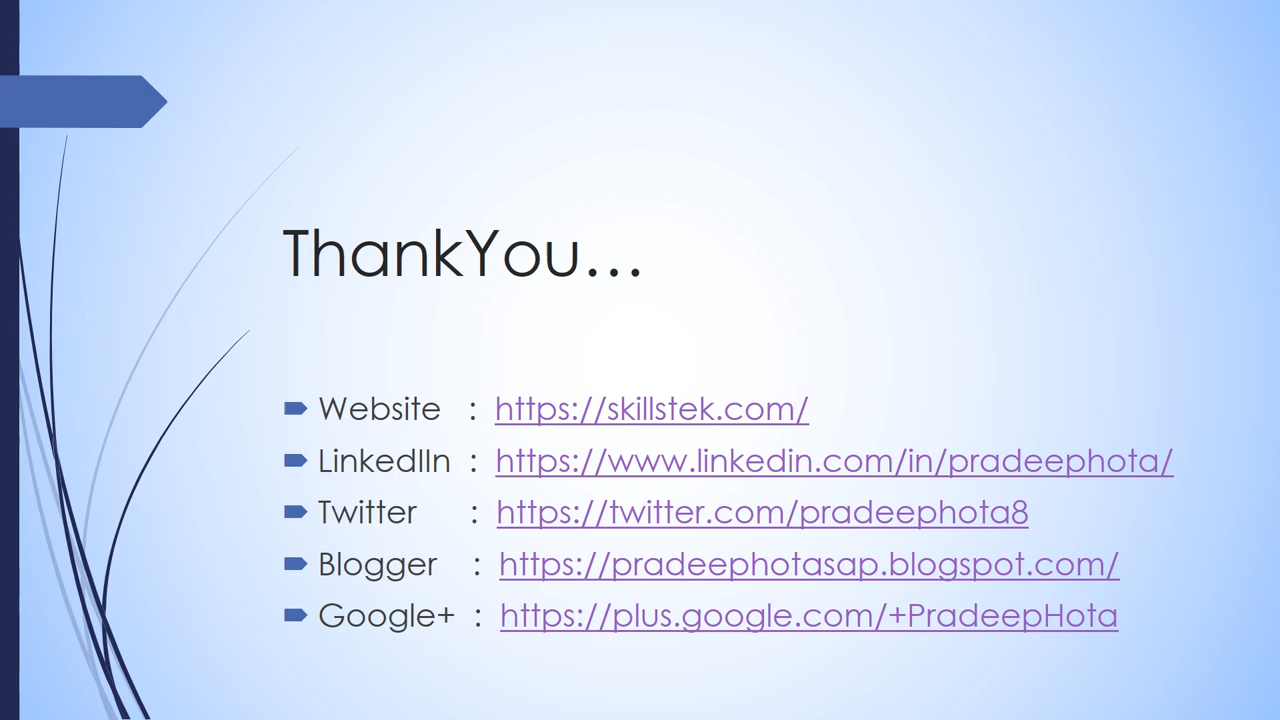 ThankYou…
Website : https://skillstek.com/
LinkedIIn : https://www.linkedin.com/in/pradeephota/
Twitter : https://twitter.com/pradeephota8
Blogger : https://pradeephotasap.blogspot.com/
Google+ : https://plus.google.com/+PradeepHota